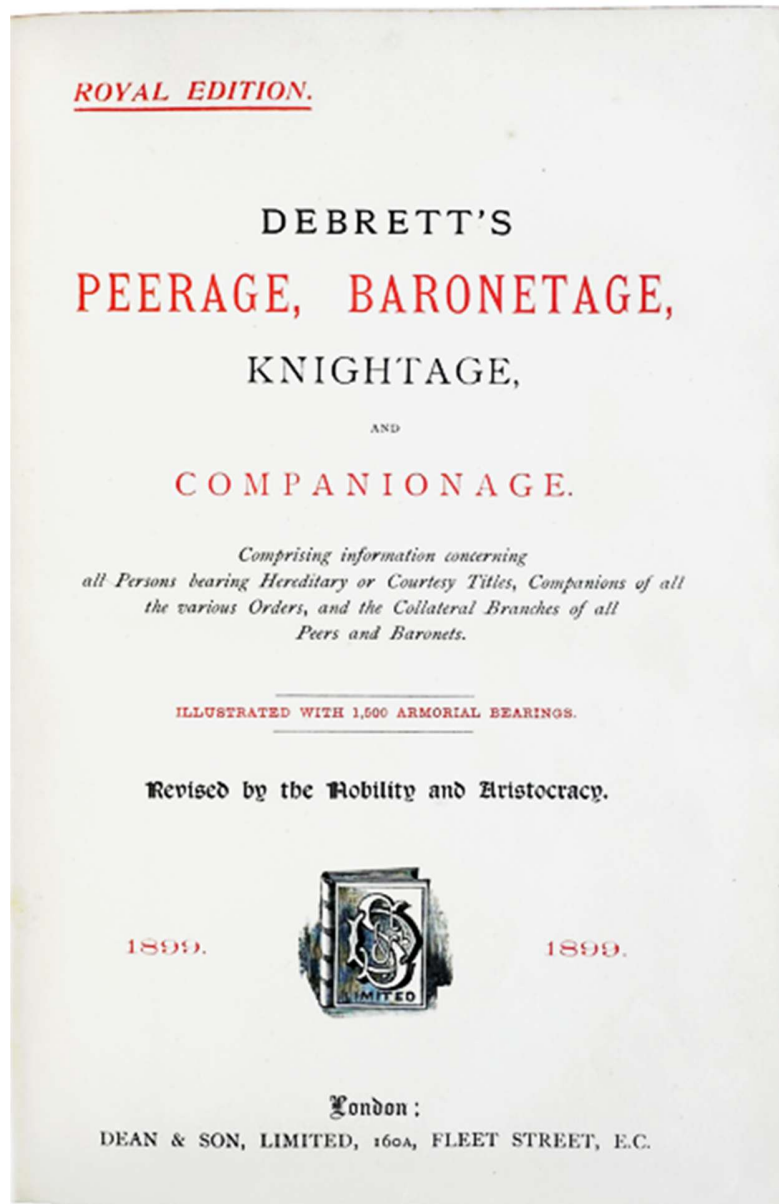 ROYAL EDITION.
DEBRETT'S
PEERAGE, BARONETAGE,
KNIGHTAGE,
AND
COMPANIONAGE.
Comprising information concerning
all Persons bearing Hereditary or Courtesy Titles, Companions of all
the various Orders, and the Collateral Branches of all
Peers and Baronets.
ILLUSTRATED WITH 1,500 ARMORIAL BEARINGS.
Revised by the Nobility and Aristocracy.
1899.
LIMITED
1899.
London:
DEAN & SON, LIMITED, 160A, FLEET STREET, E.C.